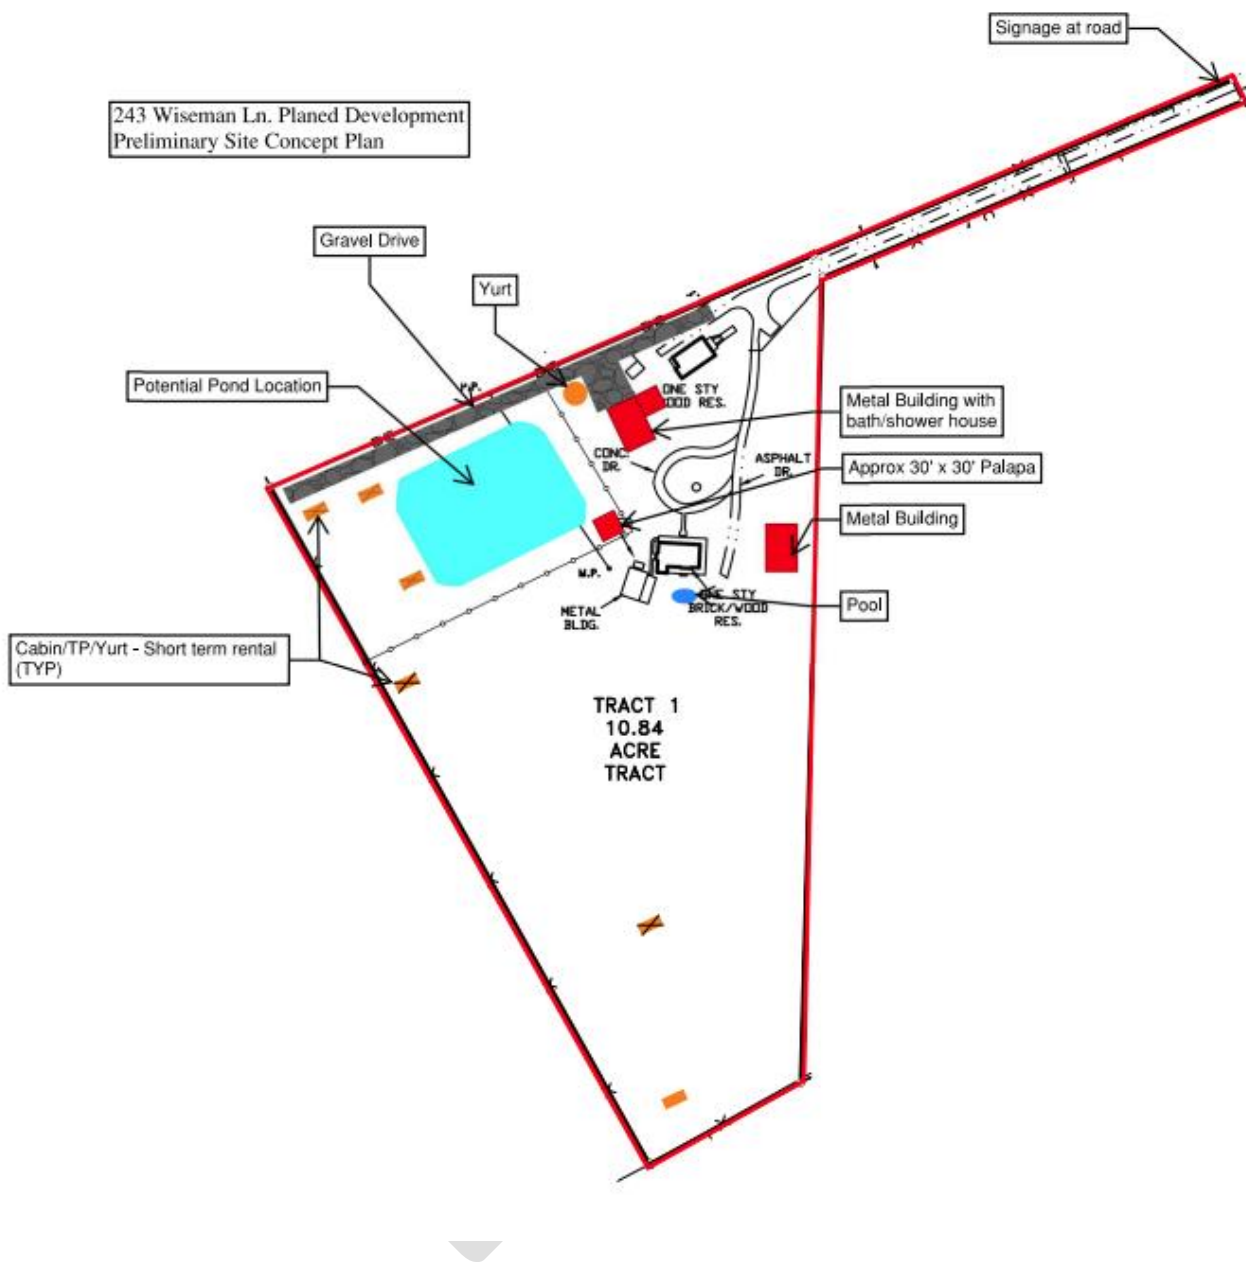 Signage at road
243 Wiseman Ln. Planed Development
Preliminary Site Concept Plan
Gravel Drive
Yurt
Potential Pond Location
ONE STY
WOOD RES.
Metal Building with
bath/shower house
CONC.
DR.
ASPHALT
DR.
Approx 30' x 30' Palapa
Metal Building
M.P.
METAL
BLDG.
ONE STY
BRICK/WOOD
RES.
Pool
Cabin/TP/Yurt - Short term rental
(TYP)
TRACT 1
10.84
ACRE
TRACT